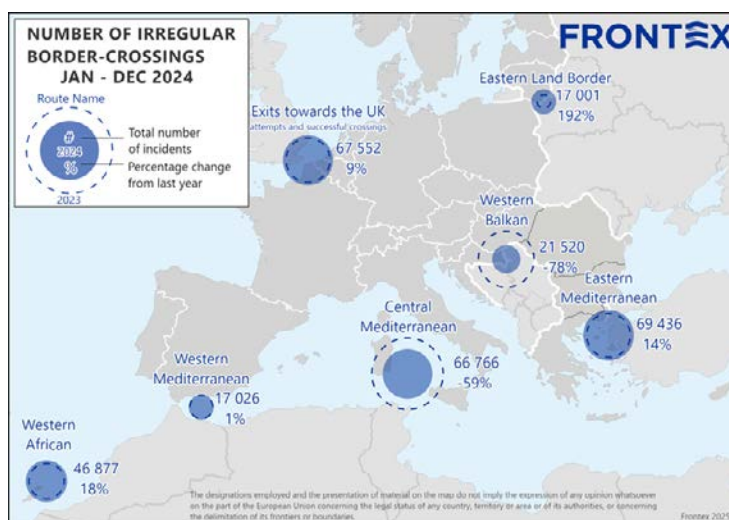 NUMBER OF IRREGULAR
BORDER-CROSSINGS
JAN - DEC 2024
Route Name
#
2024
%
Total number
of incidents
Percentage change
from last year
2023
FRONTEX
Eastern Land Border
17 001
192%
Exits towards the UK
attempts and successful crossings
67 552
9%
Western
Balkan
21 520
-78%
Eastern
Mediterranean
69 436
14%
Central
Mediterranean
66 766
-59%
Western
Mediterranean
17 026
1%
Western
African
46 877
18%
The designations employed and the presentation of material on the map do not imply the expression of any opinion whatsoever
on the part of the European Union concerning the legal status of any country, territory or area or of its authorities, or concerning
the delimitation of its frontiers or boundaries.
Frontex 2025